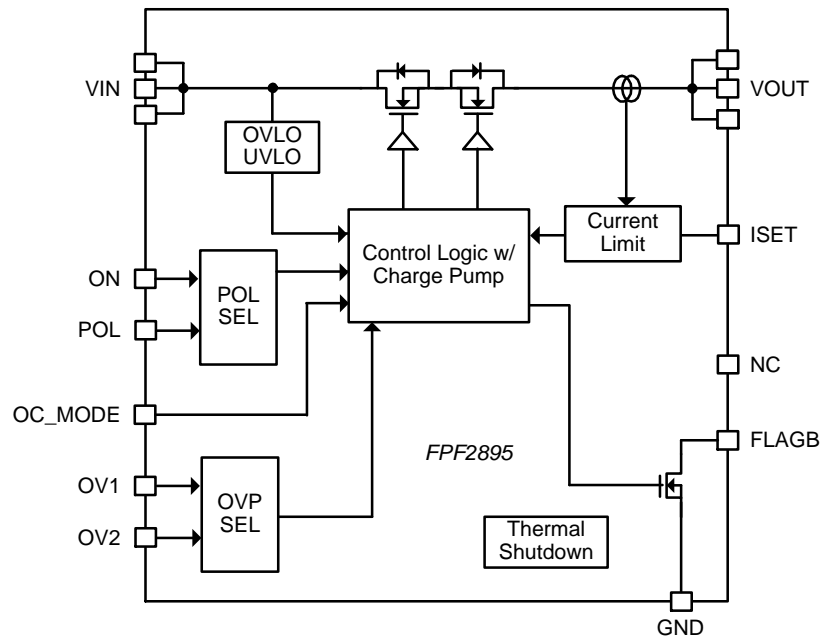 VIN
VOUT
OVLO
UVLO
Current
Limit
ISET
Control Logic w/
Charge Pump
ON
POL
POL
SEL
NC
OC_MODE
FLAGB
FPF2895
OV1
OV2
OVP
SEL
Thermal
Shutdown
GND